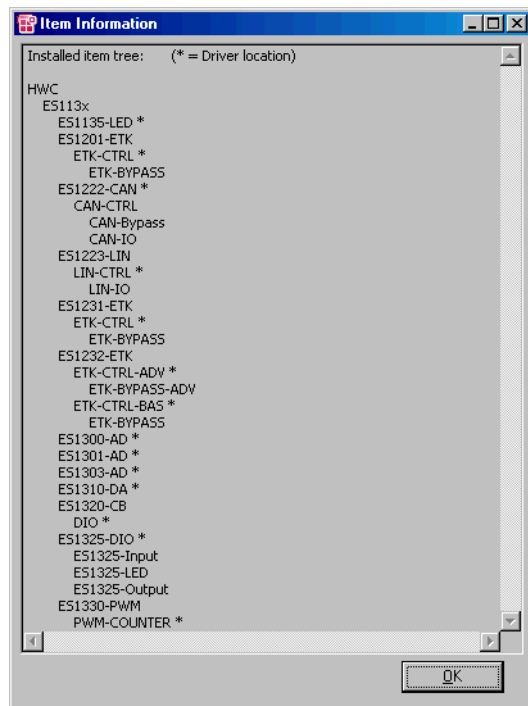 Item Information
Installed item tree: (* = Driver location)
HWC
ES113x
ES1135-LED *
ES1201-ETK
ETK-CTRL *
ETK-BYPASS
ES1222-CAN *
CAN-CTRL
CAN-Bypass
CAN-IO
ES1223-LIN
LIN-CTRL *
LIN-IO
ES1231-ETK
ETK-CTRL *
ETK-BYPASS
ES1232-ETK
ETK-CTRL-ADV *
ETK-BYPASS-ADV
ETK-CTRL-BAS *
ETK-BYPASS
ES1300-AD *
ES1301-AD *
ES1303-AD *
ES1310-DA *
ES1320-CB
DIO *
ES1325-DIO *
ES1325-Input
ES1325-LED
ES1325-Output
ES1330-PWM
PWM-COUNTER *
OK